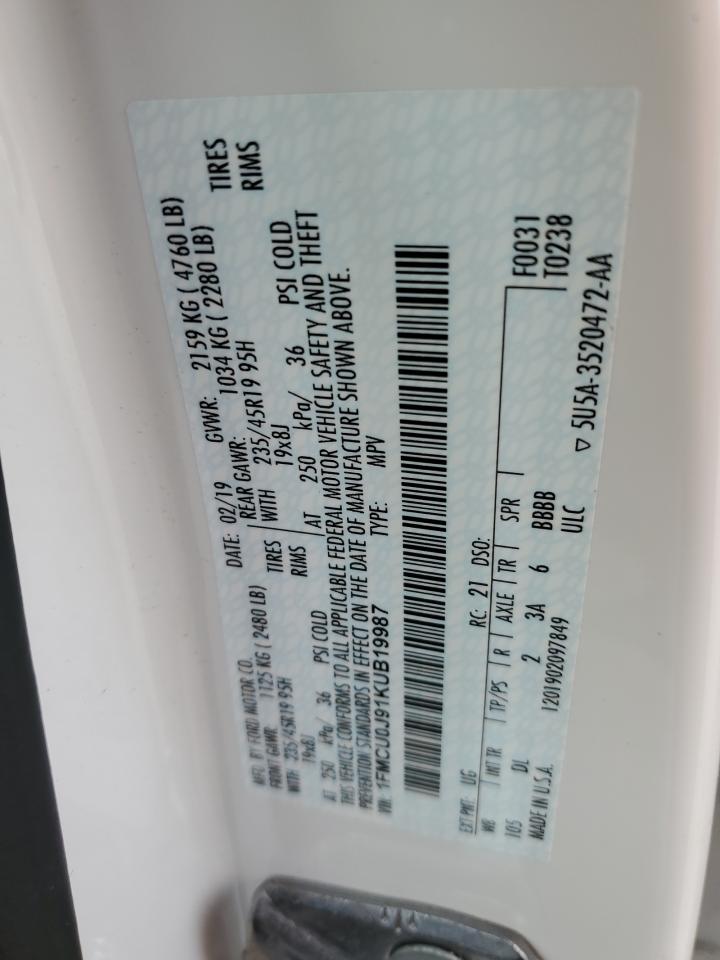 MFD. BY FORD MOTOR CO.
DATE: 02/19 GVWR: 2159 KG ( 4760 LB)
FRONT GAWR: 1125 KG ( 2480 LB) REAR GAWR: 1034 KG ( 2280 LB)
WITH 235/45R19 95H TIRES WITH 235/45R19 95H TIRES
19x8J RIMS 19x8J RIMS
AT 250 kPa/ 36 PSI COLD AT 250 kPa/ 36 PSI COLD
THIS VEHICLE CONFORMS TO ALL APPLICABLE FEDERAL MOTOR VEHICLE SAFETY AND THEFT
PREVENTION STANDARDS IN EFFECT ON THE DATE OF MANUFACTURE SHOWN ABOVE.
VIN: 1FMCU0J91KUB19987 TYPE: MPV
EXT PNT: UG RC: 21 DSO: F0031
WB INT TR TP/PS R AXLE TR SPR T0238
105 DL 2 3A 6 BBBB
MADE IN U.S.A. 1201902097849 ULC
▽ 5U5A-3520472-AA